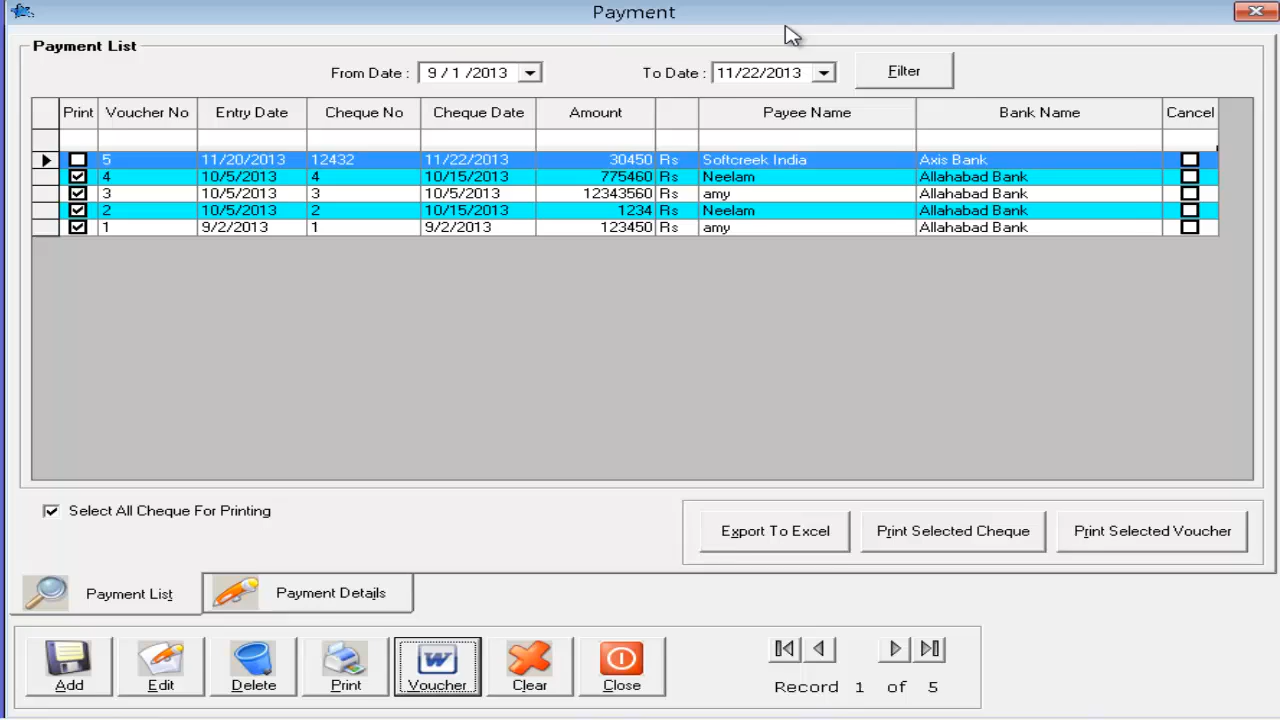 Payment
Payment List
From Date : 9 / 1 /2013 To Date : 11/22/2013 Filter
Print Voucher No Entry Date Cheque No Cheque Date Amount Payee Name Bank Name Cancel
5 11/20/2013 12432 11/22/2013 30450 Rs Softcreek India Axis Bank
4 10/5/2013 4 10/15/2013 775460 Rs Neelam Allahabad Bank
3 10/5/2013 3 10/5/2013 12343560 Rs amy Allahabad Bank
2 10/5/2013 2 10/15/2013 1234 Rs Neelam Allahabad Bank
1 9/2/2013 1 9/2/2013 123450 Rs amy Allahabad Bank
Select All Cheque For Printing
Export To Excel Print Selected Cheque Print Selected Voucher
Payment List Payment Details
Add Edit Delete Print Voucher Clear Close
Record 1 of 5